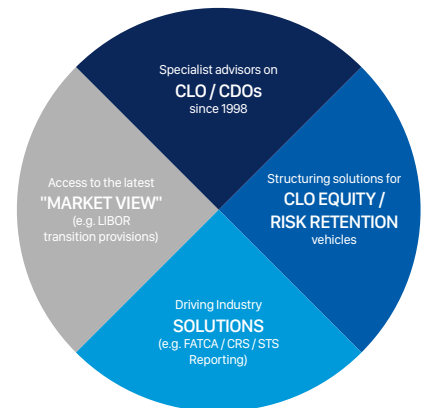 Specialist advisors on
CLO / CDOs
since 1998
Structuring solutions for
CLO EQUITY /
RISK RETENTION
vehicles
Access to the latest
"MARKET VIEW"
(e.g. LIBOR
transition provisions)
Driving Industry
SOLUTIONS
(e.g. FATCA / CRS / STS
Reporting)